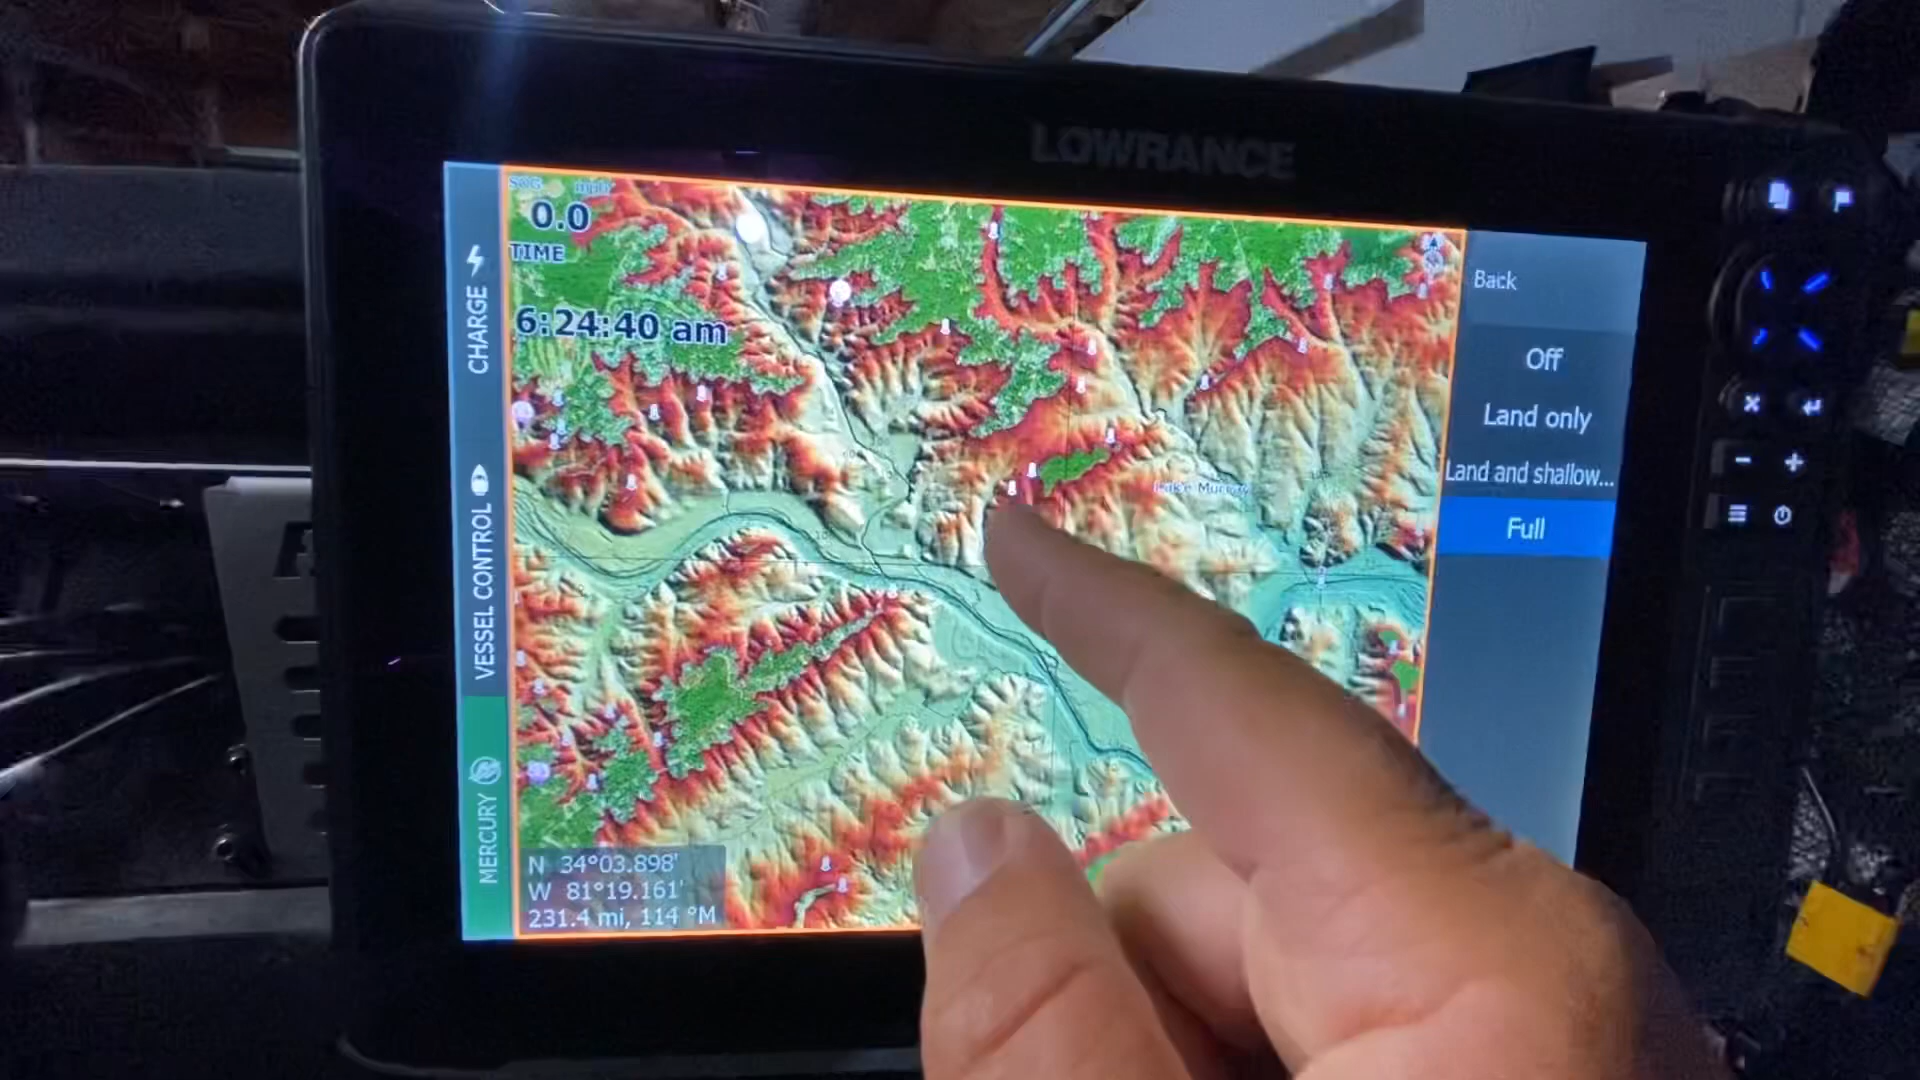 LOWRANCE
SOG mph
0.0
TIME
6:24:40 am
CHARGE
VESSEL CONTROL
MERCURY
Lake Murray
N 34°03.898'
W 81°19.161'
231.4 mi, 114 °M
Back
Off
Land only
Land and shallow...
Full